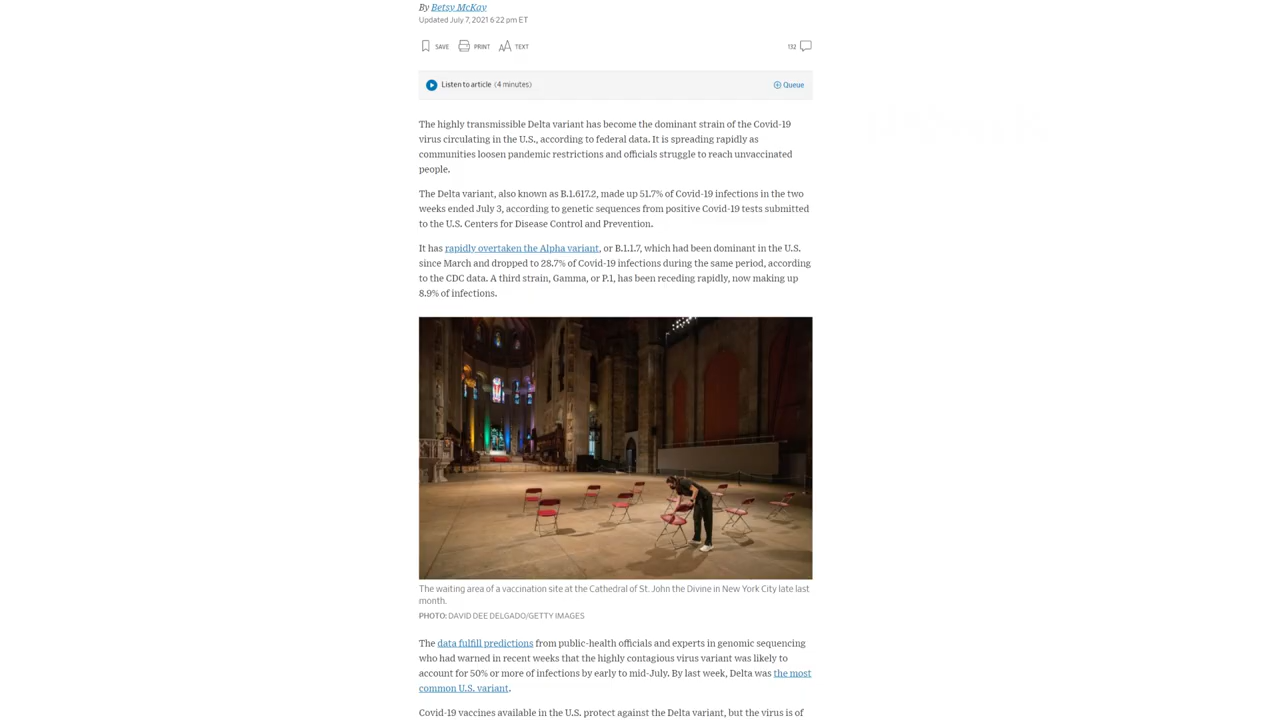 By Betsy McKay
Updated July 7, 2021 6:22 pm ET
SAVE PRINT TEXT 132
Listen to article (4 minutes) Queue
The highly transmissible Delta variant has become the dominant strain of the Covid-19
virus circulating in the U.S., according to federal data. It is spreading rapidly as
communities loosen pandemic restrictions and officials struggle to reach unvaccinated
people.
The Delta variant, also known as B.1.617.2, made up 51.7% of Covid-19 infections in the two
weeks ended July 3, according to genetic sequences from positive Covid-19 tests submitted
to the U.S. Centers for Disease Control and Prevention.
It has rapidly overtaken the Alpha variant, or B.1.1.7, which had been dominant in the U.S.
since March and dropped to 28.7% of Covid-19 infections during the same period, according
to the CDC data. A third strain, Gamma, or P.1, has been receding rapidly, now making up
8.9% of infections.
The waiting area of a vaccination site at the Cathedral of St. John the Divine in New York City late last
month.
PHOTO: DAVID DEE DELGADO/GETTY IMAGES
The data fulfill predictions from public-health officials and experts in genomic sequencing
who had warned in recent weeks that the highly contagious virus variant was likely to
account for 50% or more of infections by early to mid-July. By last week, Delta was the most
common U.S. variant.
Covid-19 vaccines available in the U.S. protect against the Delta variant, but the virus is of